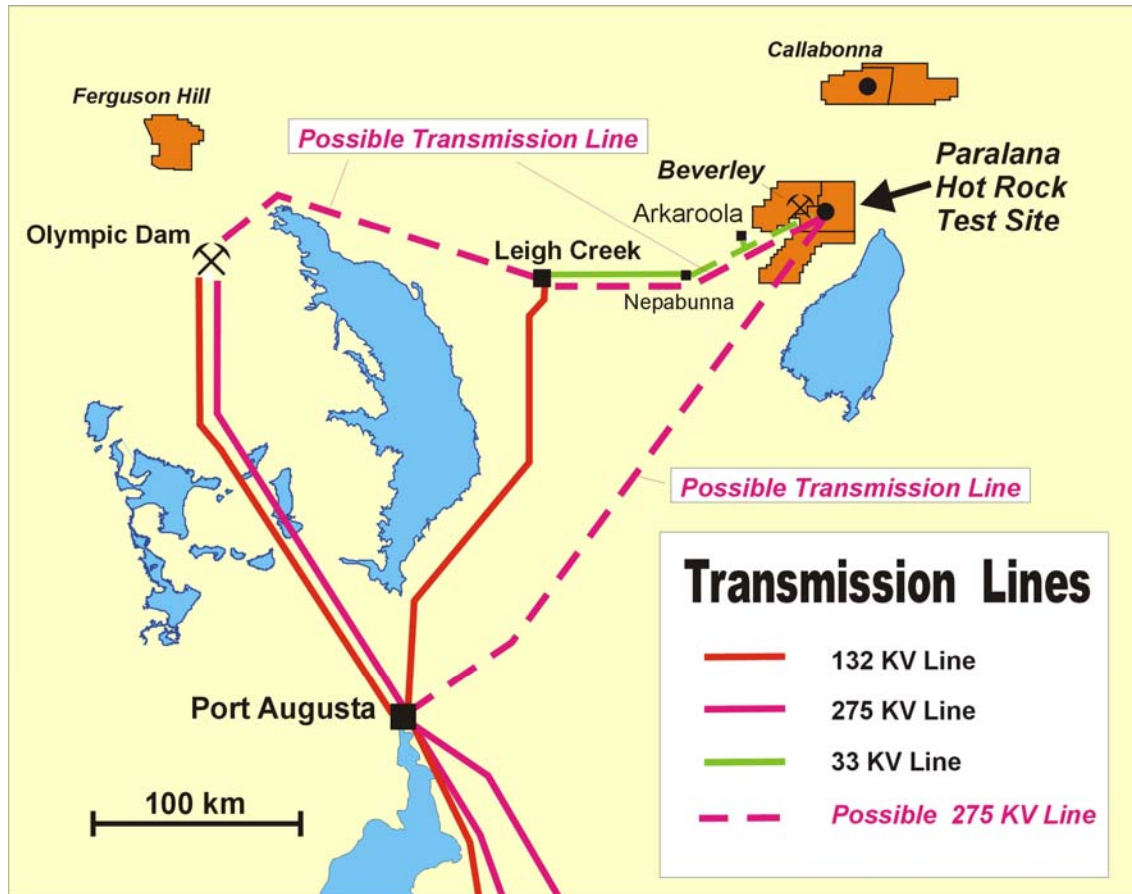 Callabonna
Ferguson Hill
Possible Transmission Line
Beverley
Paralana
Hot Rock
Test Site
Arkaroola
Olympic Dam
Leigh Creek
Nepabunna
Possible Transmission Line
Transmission Lines
132 KV Line
Port Augusta
275 KV Line
33 KV Line
100 km
Possible 275 KV Line